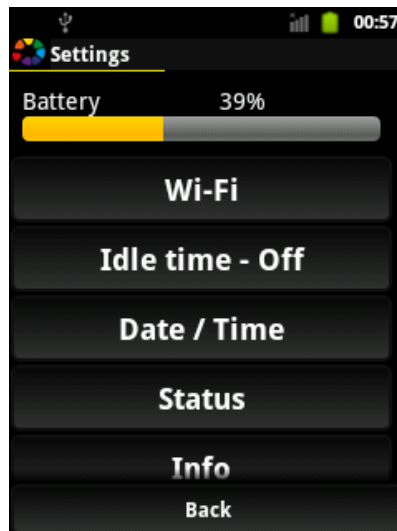 00:57
Settings
Battery 39%
Wi-Fi
Idle time - Off
Date / Time
Status
Info
Back